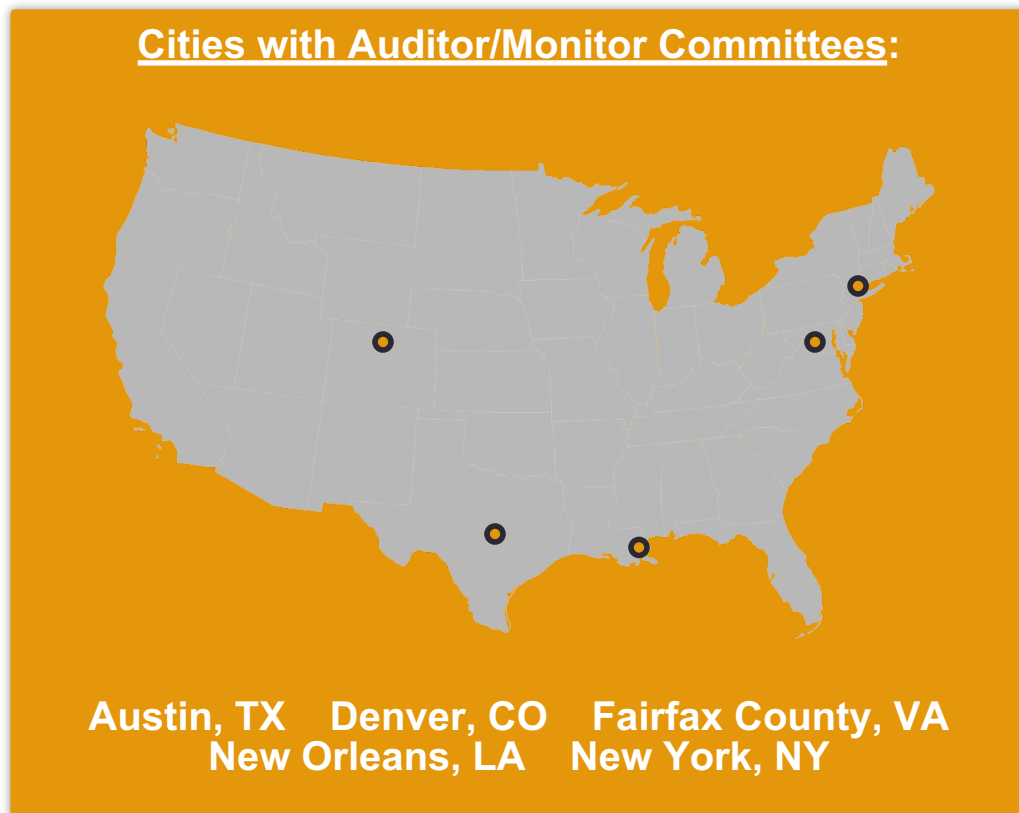 Cities with Auditor/Monitor Committees:
Austin, TX Denver, CO Fairfax County, VA
New Orleans, LA New York, NY